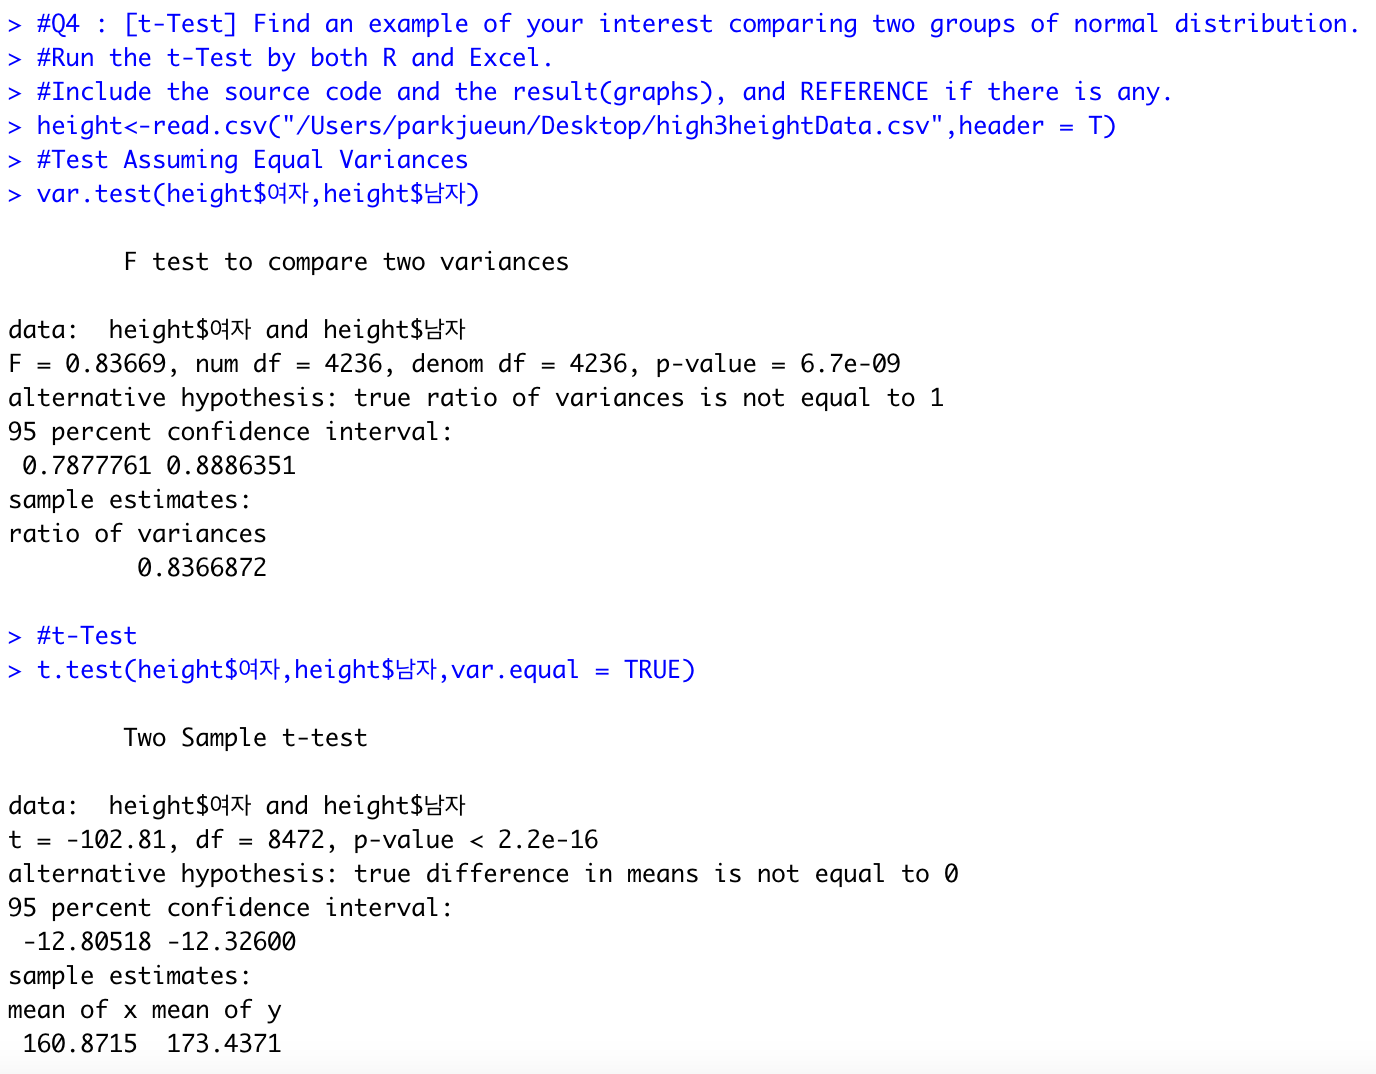 > #Q4 : [t-Test] Find an example of your interest comparing two groups of normal distribution.
> #Run the t-Test by both R and Excel.
> #Include the source code and the result(graphs), and REFERENCE if there is any.
> height<-read.csv("/Users/parkjueun/Desktop/high3heightData.csv",header = T)
> #Test Assuming Equal Variances
> var.test(height$여자,height$남자)
F test to compare two variances
data:  height$여자 and height$남자
F = 0.83669, num df = 4236, denom df = 4236, p-value = 6.7e-09
alternative hypothesis: true ratio of variances is not equal to 1
95 percent confidence interval:
0.7877761 0.8886351
sample estimates:
ratio of variances
0.8366872
> #t-Test
> t.test(height$여자,height$남자,var.equal = TRUE)
Two Sample t-test
data:  height$여자 and height$남자
t = -102.81, df = 8472, p-value < 2.2e-16
alternative hypothesis: true difference in means is not equal to 0
95 percent confidence interval:
-12.80518 -12.32600
sample estimates:
mean of x mean of y
160.8715  173.4371